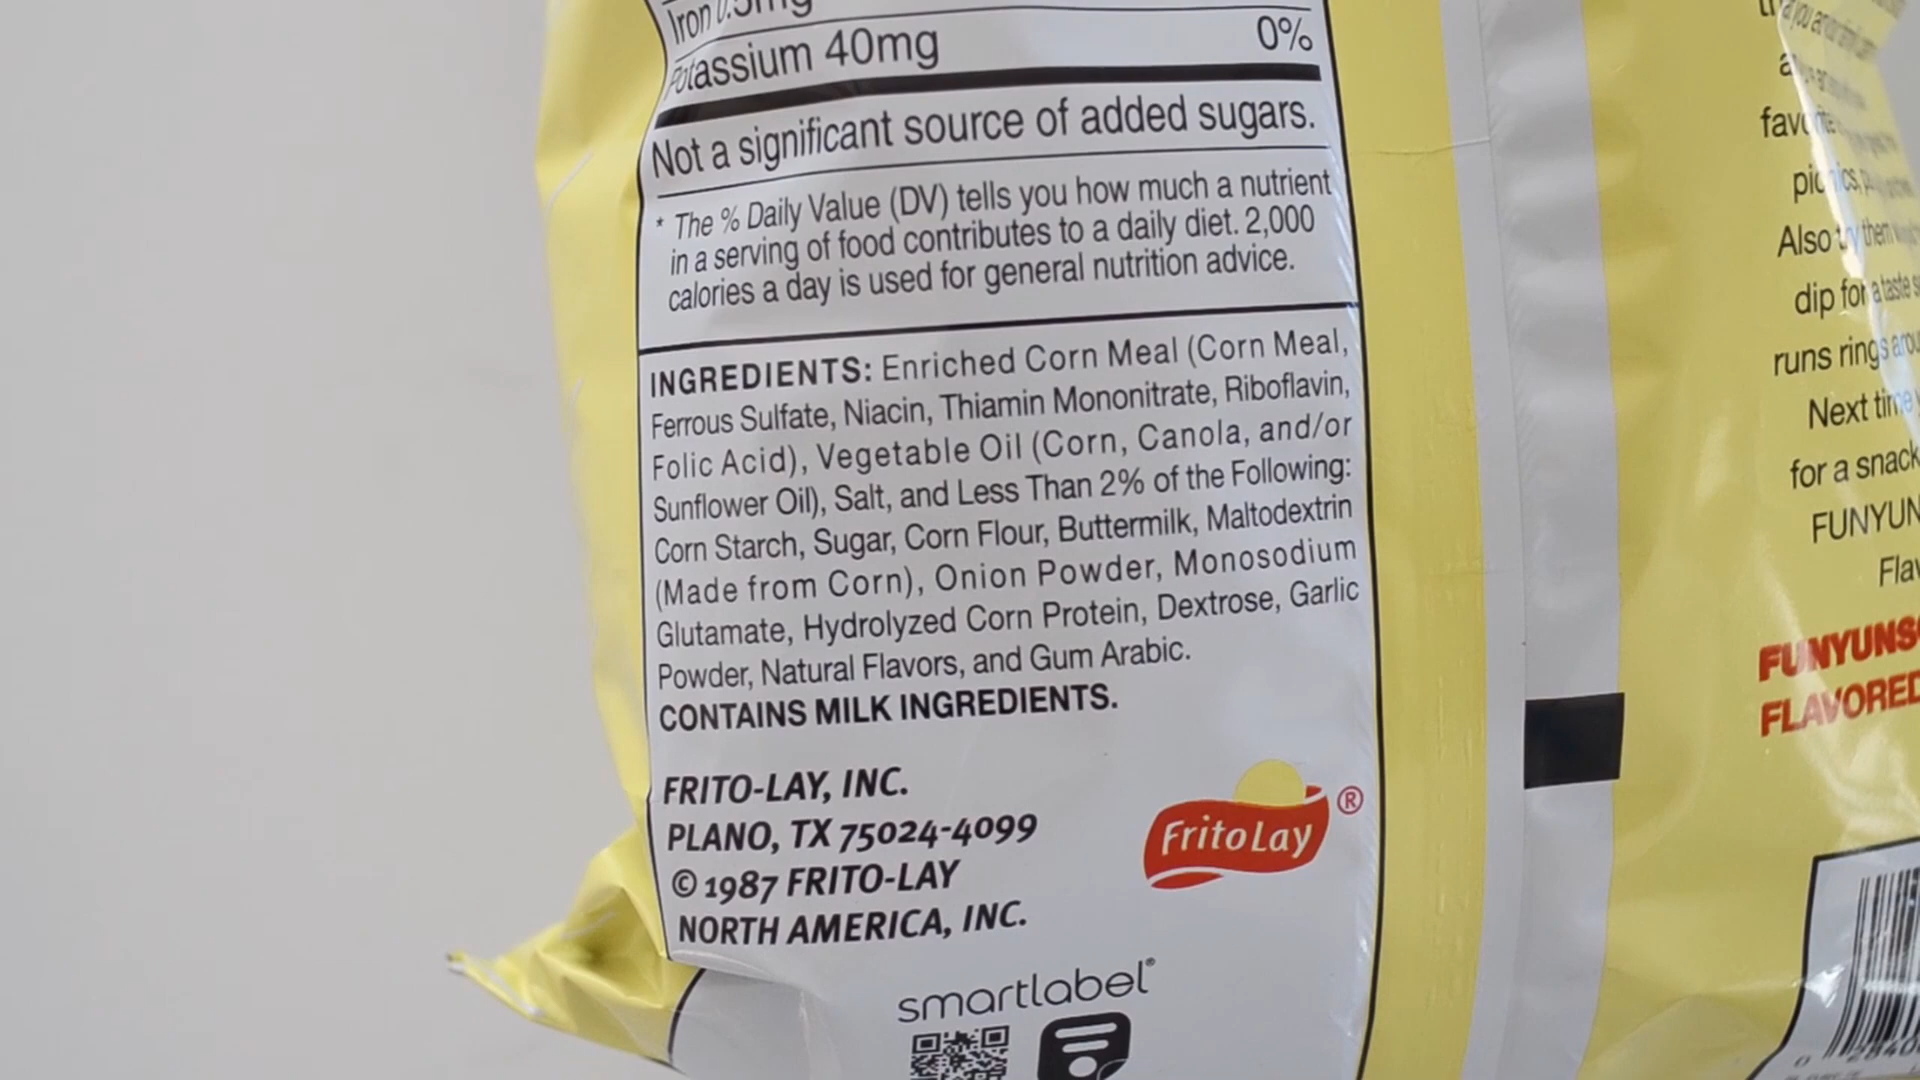 Iron 0.5mg
Potassium 40mg 0%
Not a significant source of added sugars.
* The % Daily Value (DV) tells you how much a nutrient
in a serving of food contributes to a daily diet. 2,000
calories a day is used for general nutrition advice.
INGREDIENTS: Enriched Corn Meal (Corn Meal,
Ferrous Sulfate, Niacin, Thiamin Mononitrate, Riboflavin,
Folic Acid), Vegetable Oil (Corn, Canola, and/or
Sunflower Oil), Salt, and Less Than 2% of the Following:
Corn Starch, Sugar, Corn Flour, Buttermilk, Maltodextrin
(Made from Corn), Onion Powder, Monosodium
Glutamate, Hydrolyzed Corn Protein, Dextrose, Garlic
Powder, Natural Flavors, and Gum Arabic.
CONTAINS MILK INGREDIENTS.
FRITO-LAY, INC.
PLANO, TX 75024-4099
© 1987 FRITO-LAY
NORTH AMERICA, INC.
FritoLay®
smartlabel®
Also try them
dip for a taste
runs rings
Next time
for a snack
FUNYUN
Flav
FUNYUNS
FLAVORED